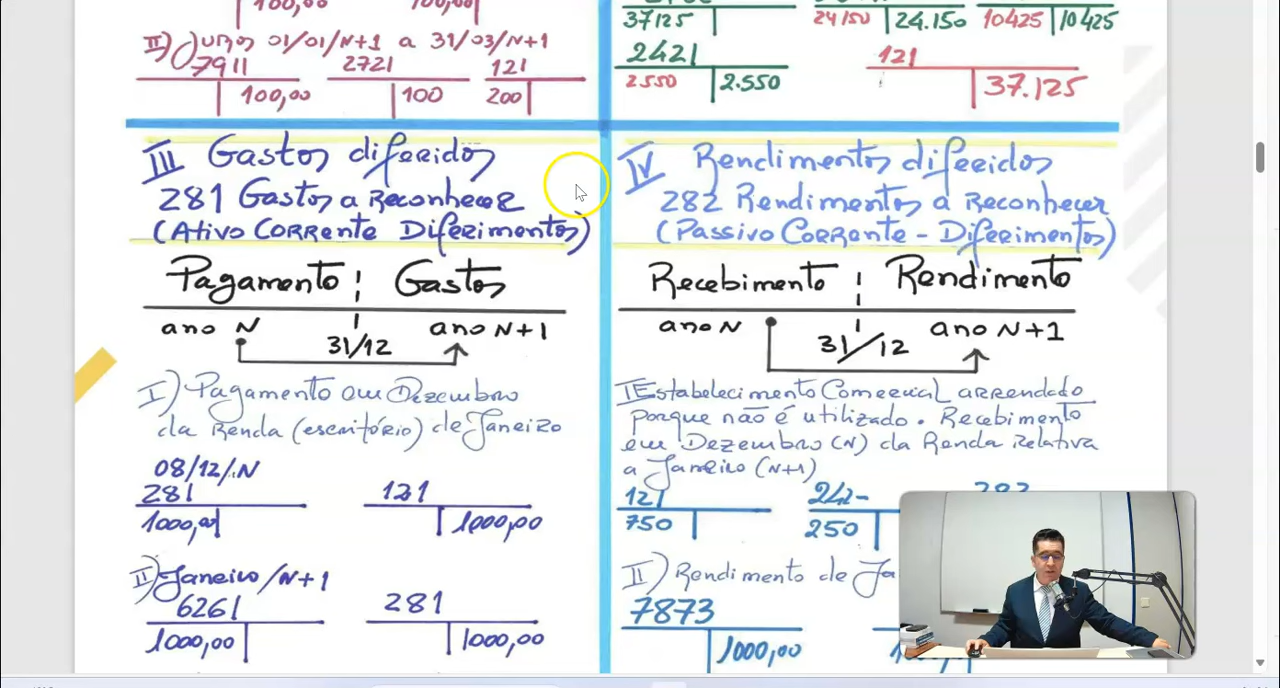 100,00 100,00
II) Juros 01/01/N+1 a 31/03/N+1
7911 2721 121
100,00 100 200
37125 24150 24.150 10425 10425
2421 121
2.550 2.550 37.125
III Gastos diferidos
281 Gastos a Reconhecer
(Ativo Corrente Diferimentos)
Pagamento Gastos
ano N 31/12 ano N+1
I) Pagamento em Dezembro
da Renda (escritório) de Janeiro
08/12/N
281 121
1000,00 1000,00
II) Janeiro/N+1
6261 281
1000,00 1000,00
IV Rendimentos diferidos
282 Rendimentos a Reconhecer
(Passivo Corrente - Diferimentos)
Recebimento Rendimento
ano N 31/12 ano N+1
I Estabelecimento Comercial arrendado
porque não é utilizado. Recebimento
em Dezembro (N) da Renda relativa
a Janeiro (N+1)
121 242-
750 250
II) Rendimento de Ja
7873
1000,00